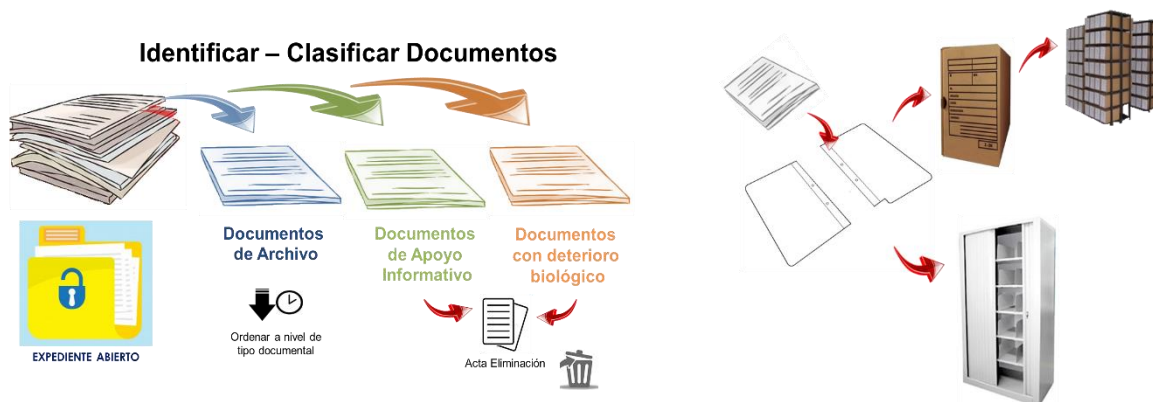 Identificar – Clasificar Documentos
Documentos
de Archivo
Documentos
de Apoyo
Informativo
Documentos
con deterioro
biológico
EXPEDIENTE ABIERTO
Ordenar a nivel de
tipo documental
Acta Eliminación